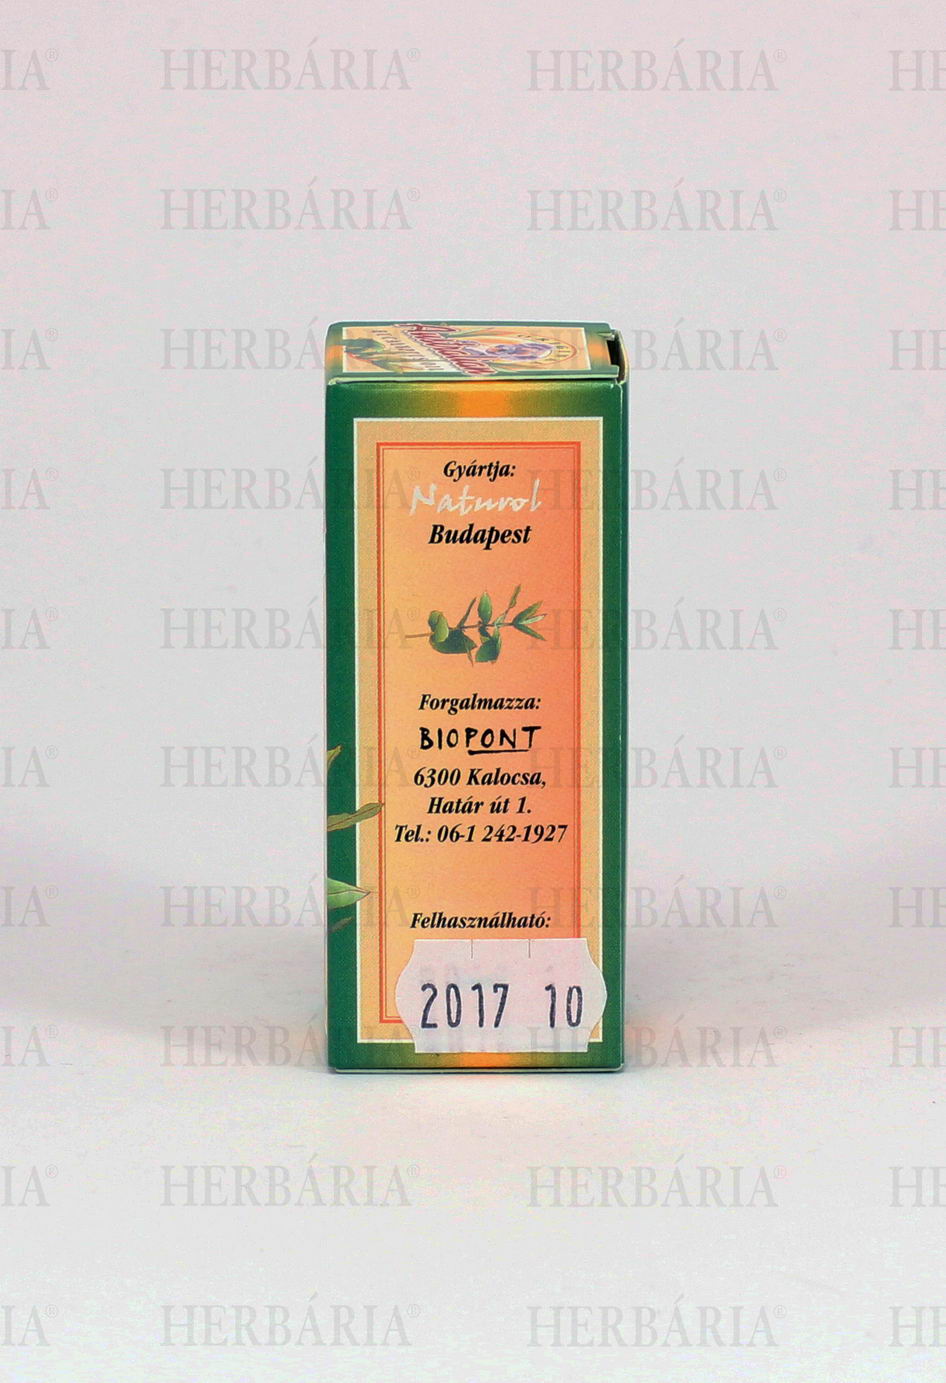 Gyártja:
Naturol
Budapest
Forgalmazza:
BIOPONT
6300 Kalocsa,
Határ út 1.
Tel.: 06-1 242-1927
Felhasználható:
2017 10
HERBÁRIA®